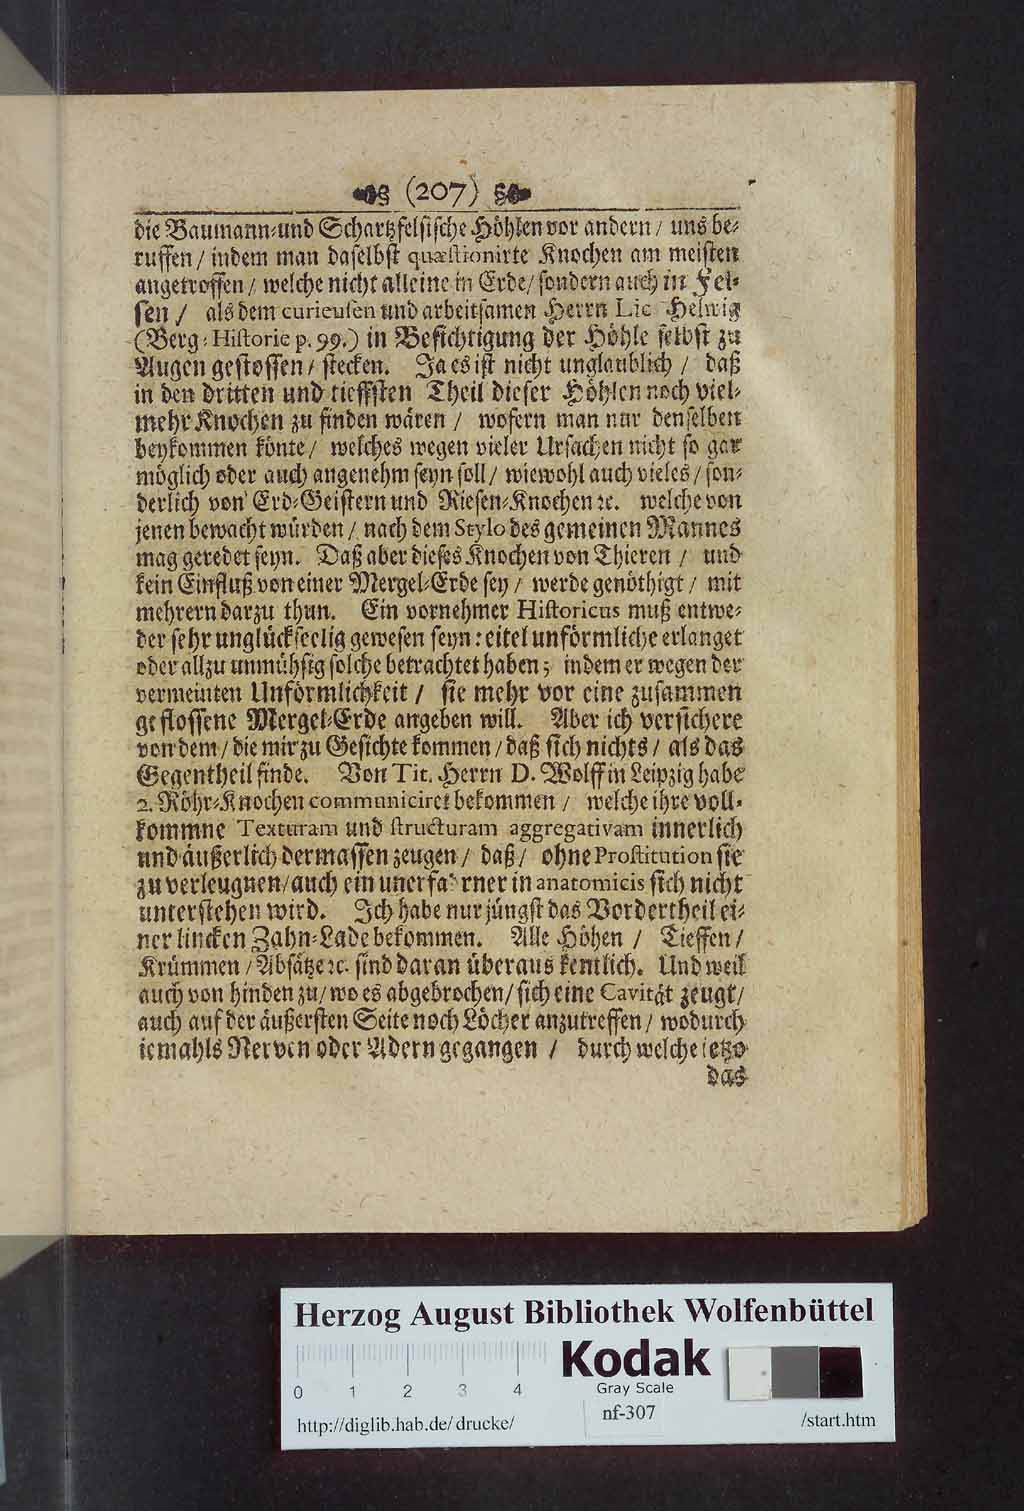 (207)
die Baumann-und Schartzfelsische Höhlen vor andern / uns be-
ruffen / indem man daselbst quæstionirte Knochen am meisten
angetroffen / welche nicht alleine in Erde / sondern auch in Fel-
sen / als dem curieusen und arbeitsamen Herrn Lic Helwig
(Berg-Historie p. 99.) in Besichtigung der Höhle selbst zu
Augen gestossen / stecken. Ja es ist nicht unglaublich / daß
in den dritten und tieffsten Theil dieser Höhlen noch viel-
mehr Knochen zu finden wären / wofern man nur denselben
beykommen könte / welches wegen vieler Ursachen nicht so gar
möglich oder auch angenehm seyn soll / wiewohl auch vieles / son-
derlich von Erd-Geistern und Riesen-Knochen ꝛc. welche von
jenen bewacht würden / nach dem Stylo des gemeinen Mannes
mag geredet seyn. Daß aber dieses Knochen von Thieren / und
kein Einfluß von einer Mergel-Erde sey / werde genöthigt / mit
mehrern darzu thun. Ein vornehmer Historicus muß entwe-
der sehr unglückseelig gewesen seyn: eitel unförmliche erlanget
oder allzu unmühsig solche betrachtet haben; indem er wegen der
vermeinten Unförmlichkeit / sie mehr vor eine zusammen
geflossene Mergel-Erde angeben will. Aber ich versichere
von dem / die mir zu Gesichte kommen / daß sich nichts / als das
Gegentheil finde. Von Tit. Herrn D. Wolff in Leipzig habe
2. Röhr-Knochen communiciret bekommen / welche ihre voll-
kommne Texturam und structuram aggregativam innerlich
und äußerlich dermassen zeugen / daß / ohne Prostitution sie
zu verleugnen / auch ein unerfahrner in anatomicis sich nicht
unterstehen wird. Ich habe nur jüngst das Vordertheil ei-
ner lincken Zahn-Lade bekommen. Alle Höhen / Tieffen /
Krümmen / Absätze ꝛc. sind daran überaus kentlich. Und weil
auch von hinden zu / wo es abgebrochen / sich eine Cavität zeugt /
auch auf der äußersten Seite noch Löcher anzutreffen / wodurch
iemahls Nerven oder Adern gegangen / durch welche ietzo
das
Herzog August Bibliothek Wolfenbüttel
0 1 2 3 4
Kodak
Gray Scale
http://diglib.hab.de/drucke/
nf-307
/start.htm